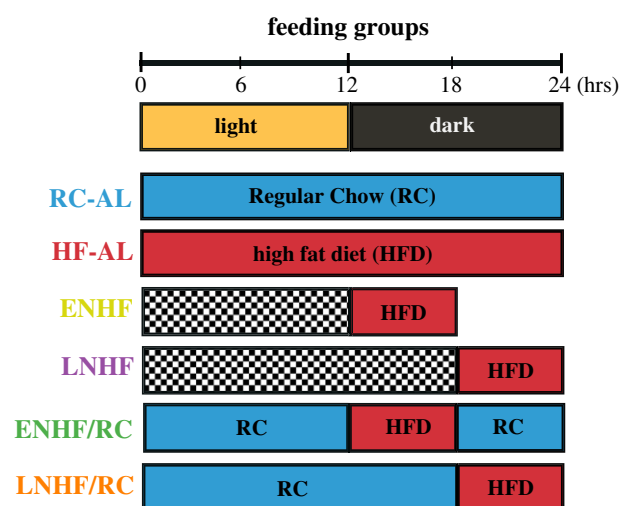 feeding groups
0 6 12 18 24 (hrs)
light dark
RC-AL Regular Chow (RC)
HF-AL high fat diet (HFD)
ENHF HFD
LNHF HFD
ENHF/RC RC HFD RC
LNHF/RC RC HFD